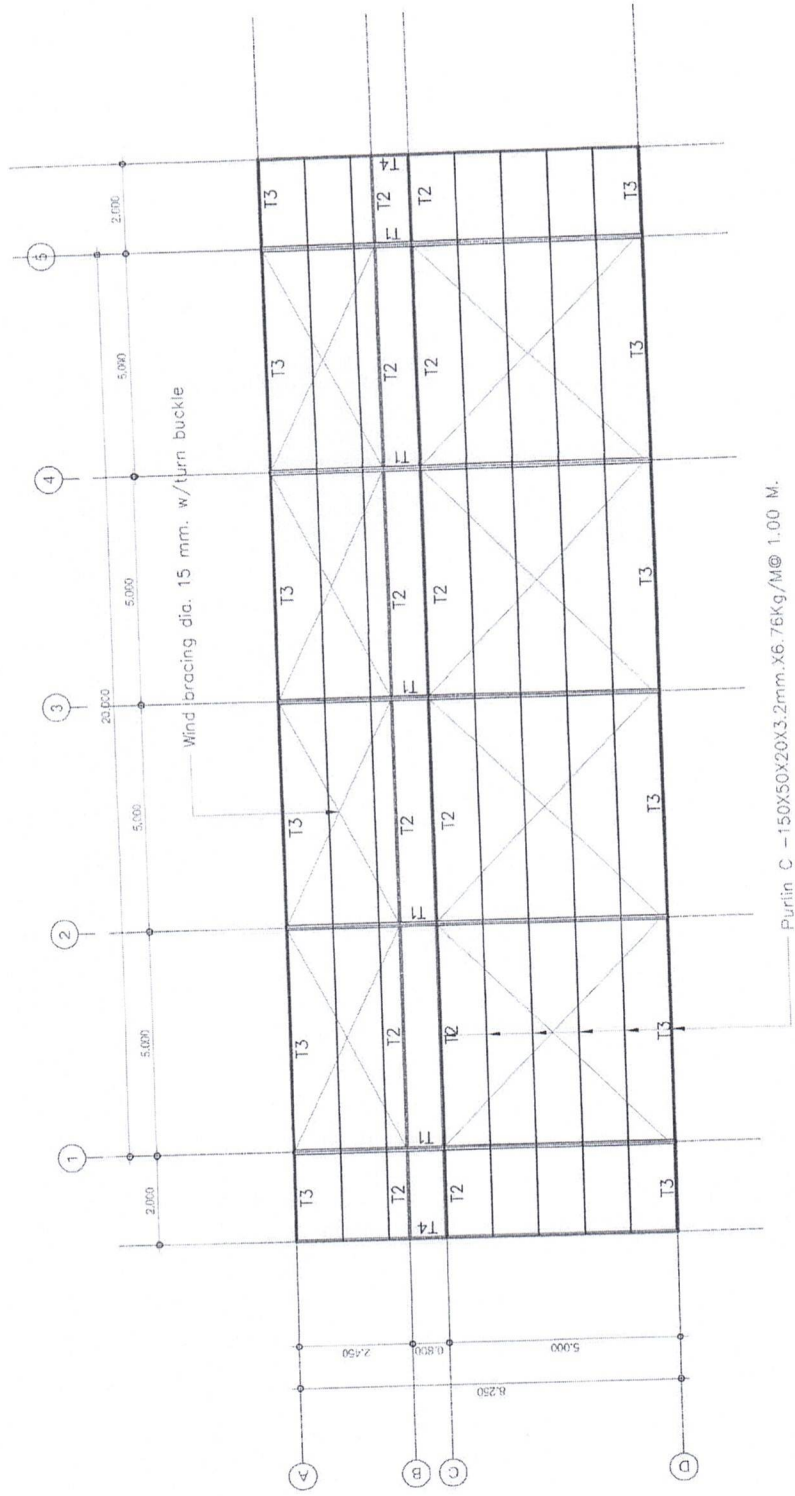 1
2
3
4
5
20.000
2.000
5.000
5.000
5.000
5.000
2.000
Wind bracing dia. 15 mm. w/turn buckle
A
B
C
D
2.450
0.800
5.000
8.250
T3
T3
T3
T3
T3
T3
T2
T2
T2
T2
T2
T2
T4
T1
T1
T1
T1
T1
T4
T2
T2
T2
T2
T2
T2
T3
T3
T3
T3
T3
T3
Purlin C -150X50X20X3.2mm.X6.76Kg/M@ 1.00 M.